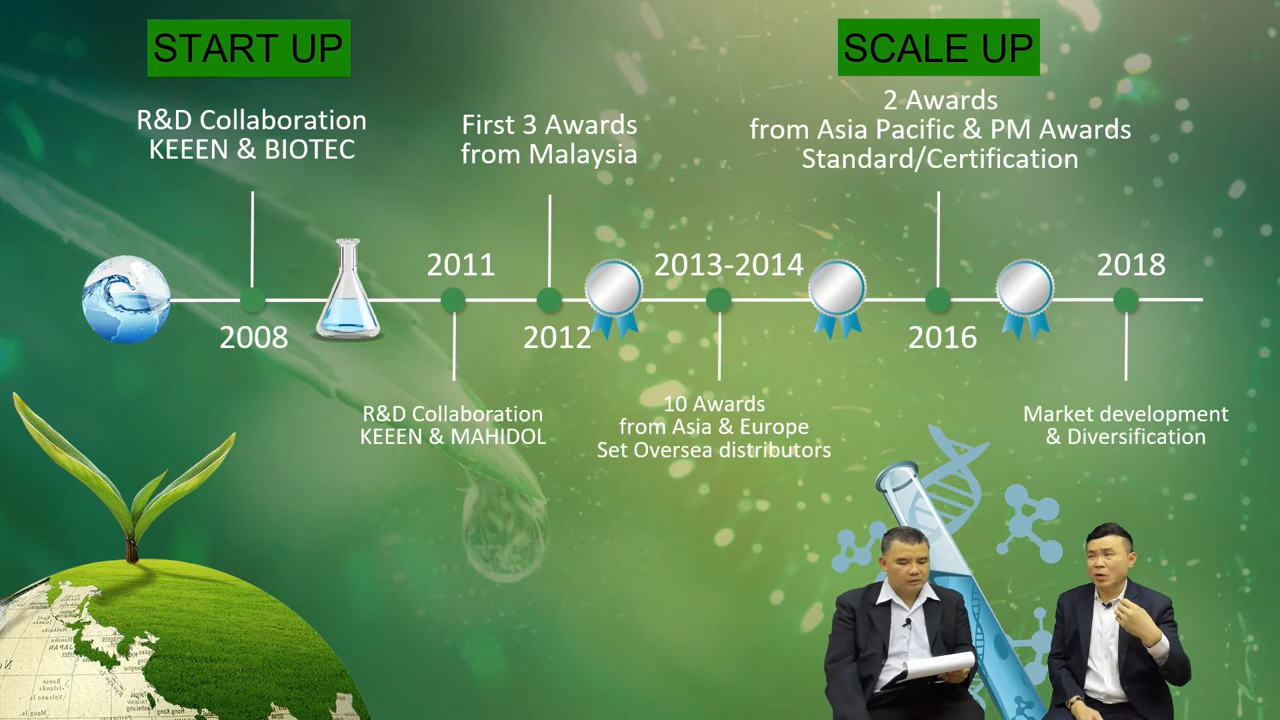 START UP
SCALE UP
R&D Collaboration
KEEEN & BIOTEC
First 3 Awards
from Malaysia
2 Awards
from Asia Pacific & PM Awards
Standard/Certification
2011
2013-2014
2018
2008
2012
2016
R&D Collaboration
KEEEN & MAHIDOL
10 Awards
from Asia & Europe
Set Oversea distributors
Market development
& Diversification